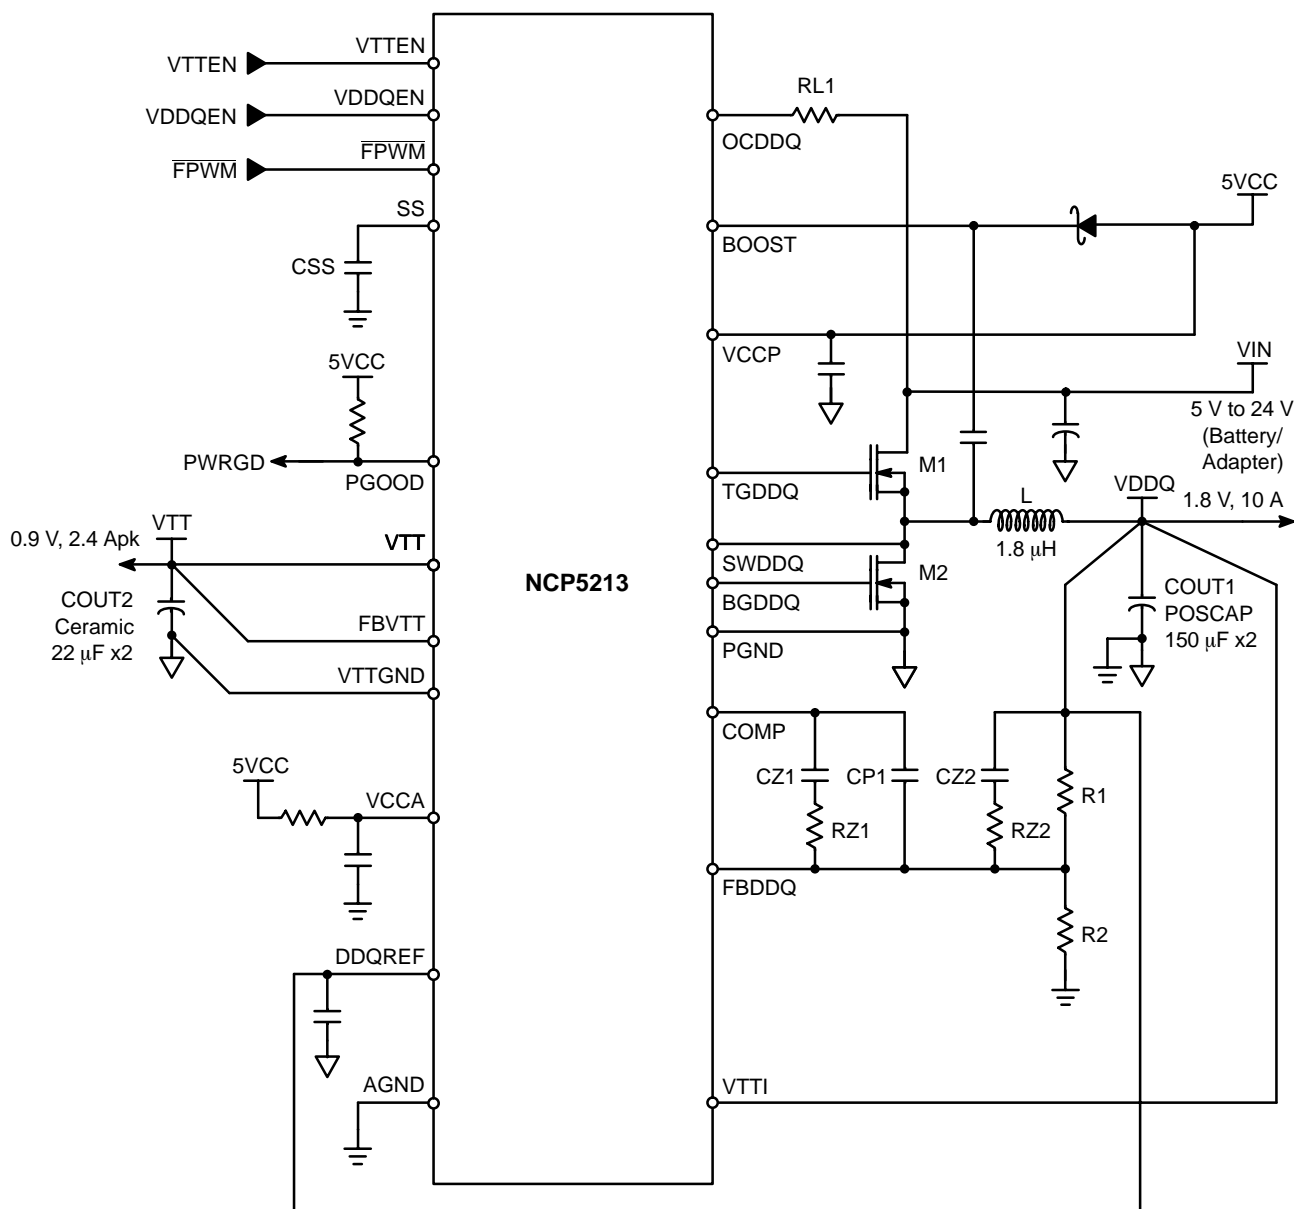 VTTEN
VTTEN
VDDQEN
VDDQEN
FPWM
FPWM
SS
CSS
5VCC
PWRGD
PGOOD
VTT
0.9 V, 2.4 Apk
VTT
COUT2
Ceramic
22 μF x2
FBVTT
VTTGND
5VCC
VCCA
DDQREF
AGND
NCP5213
RL1
OCDDQ
5VCC
BOOST
VCCP
VIN
5 V to 24 V
(Battery/
Adapter)
M1
TGDDQ
L
1.8 μH
VDDQ
1.8 V, 10 A
SWDDQ
M2
BGDDQ
PGND
COUT1
POSCAP
150 μF x2
COMP
CZ1
CP1
CZ2
R1
RZ1
RZ2
FBDDQ
R2
VTTI